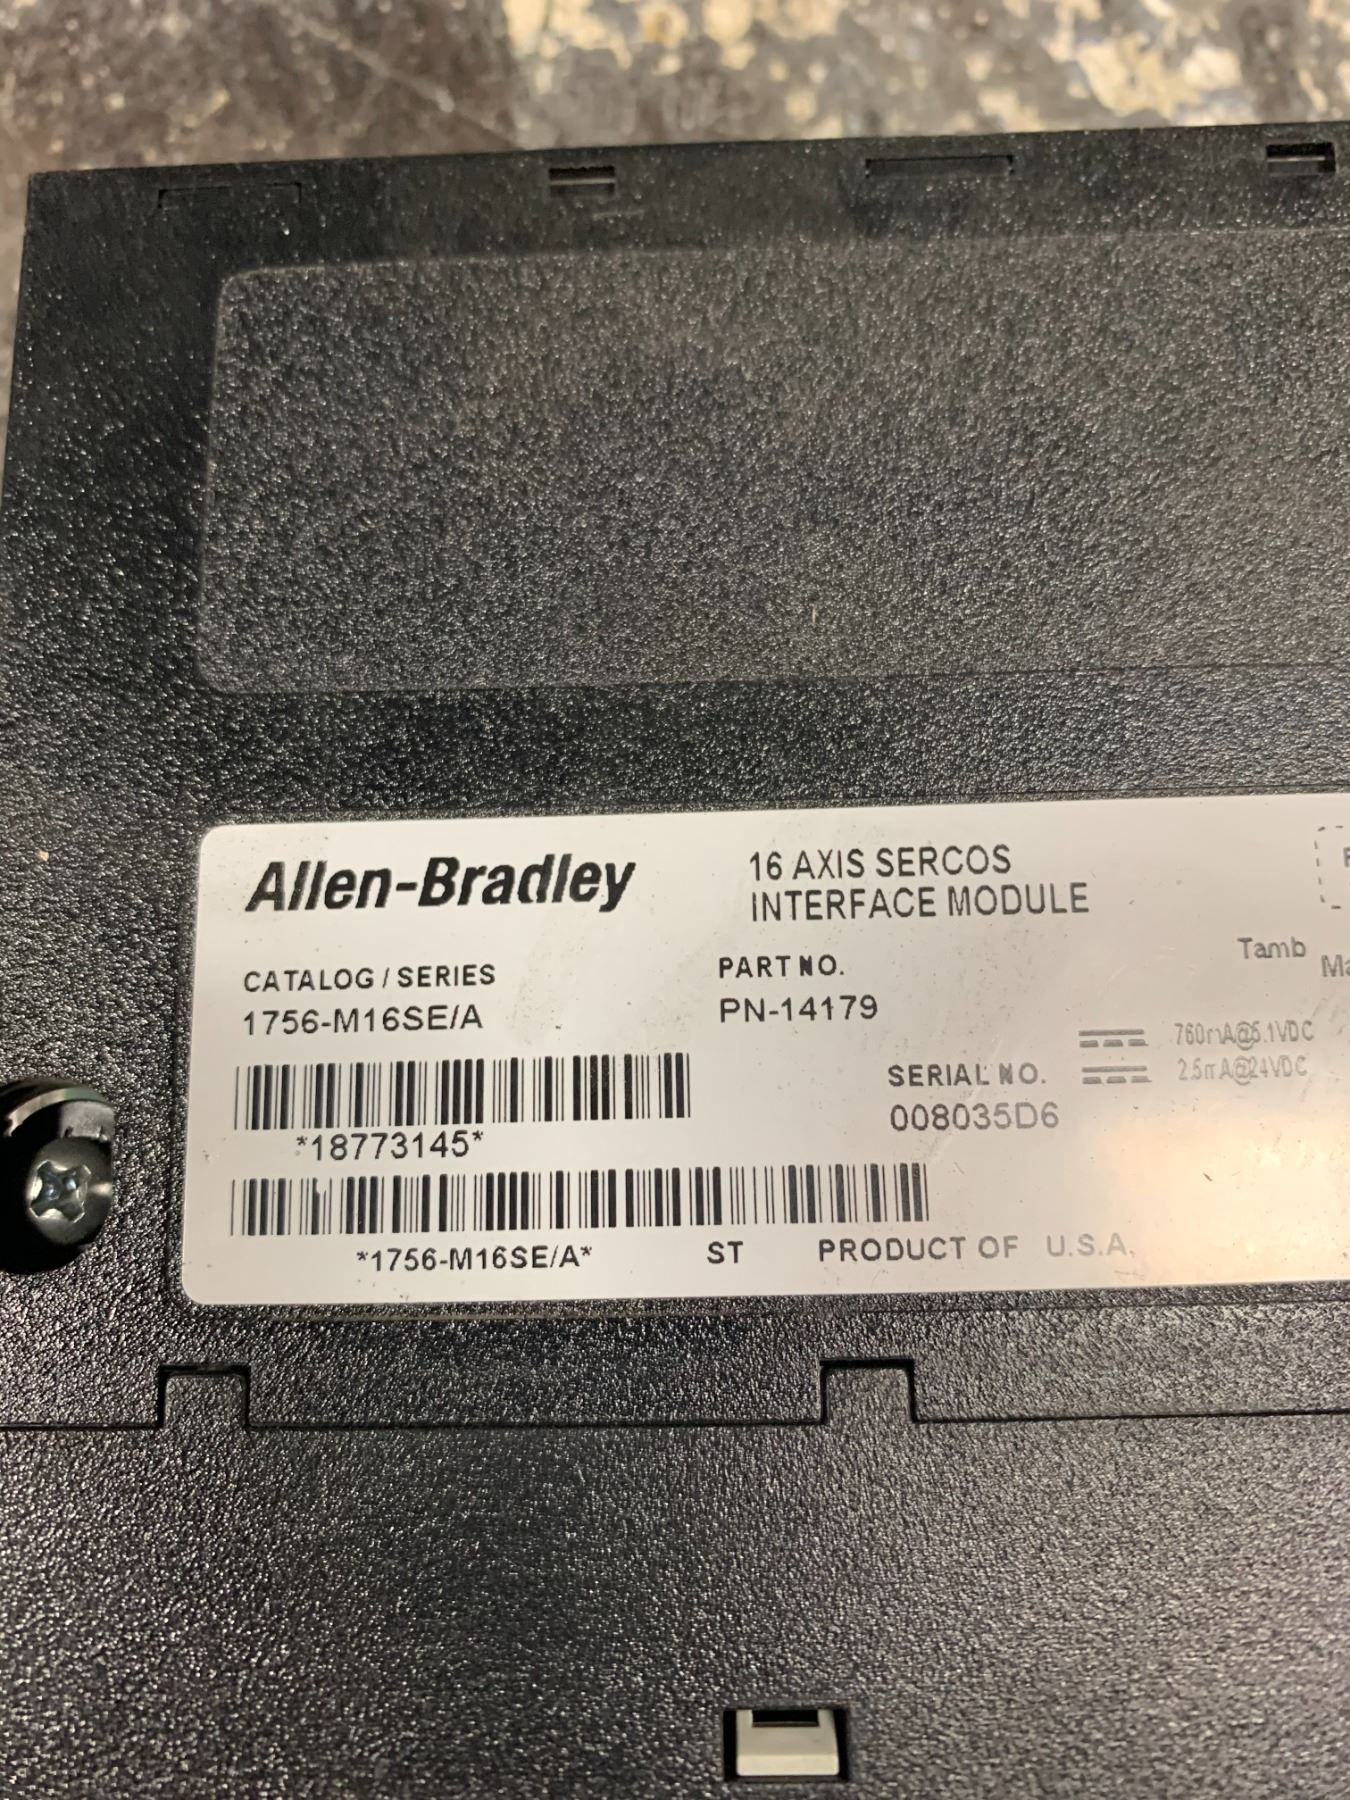 Allen-Bradley
16 AXIS SERCOS
INTERFACE MODULE
CATALOG / SERIES
1756-M16SE/A
PART NO.
PN-14179
Tamb
760mA@5.1VDC
2.5mA@24VDC
SERIAL NO.
008035D6
*18773145*
*1756-M16SE/A*
ST
PRODUCT OF U.S.A.